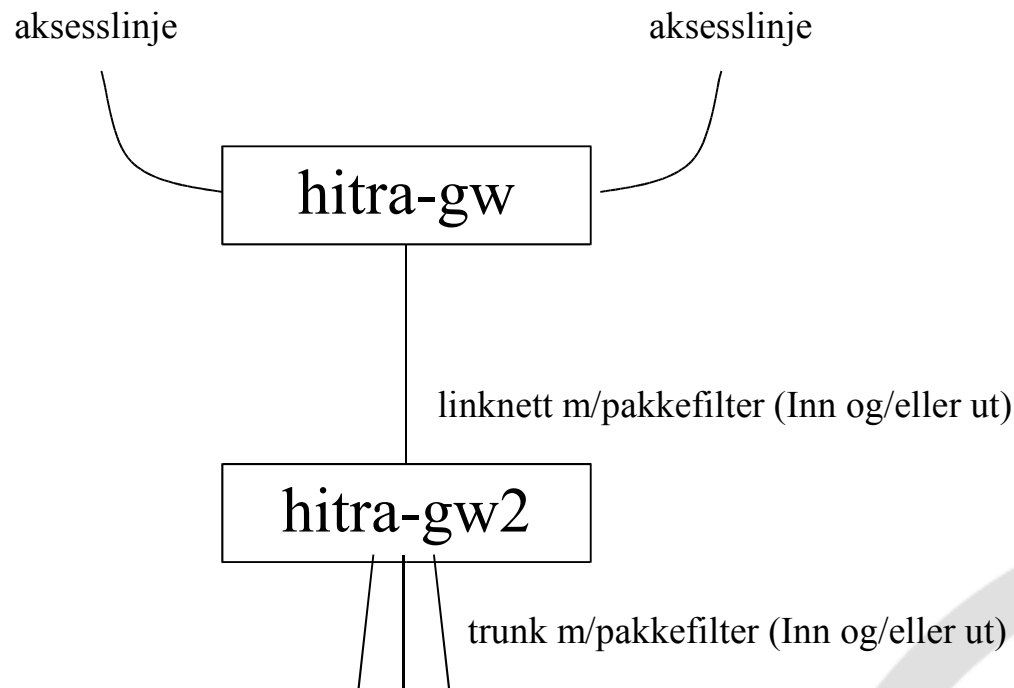 aksesslinje
aksesslinje
hitra-gw
linknett m/pakkefilter (Inn og/eller ut)
hitra-gw2
trunk m/pakkefilter (Inn og/eller ut)